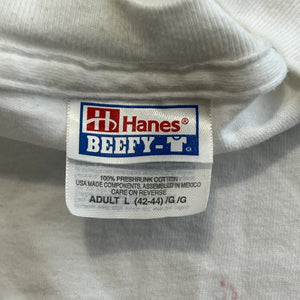 Hanes®
BEEFY-T®
100% PRESHRUNK COTTON
USA MADE COMPONENTS, ASSEMBLED IN MEXICO
CARE ON REVERSE
ADULT L (42-44)/G/G